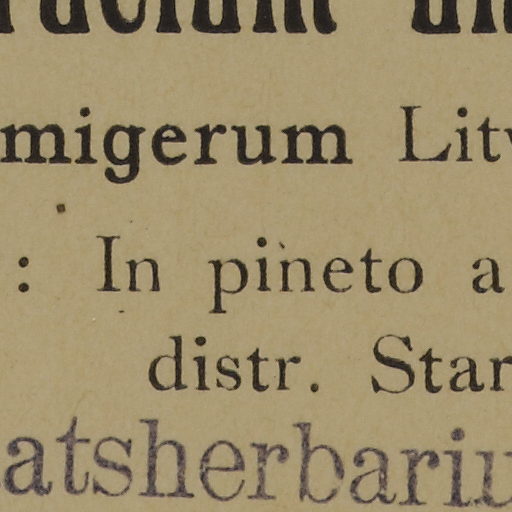 migerum Lit
: In pineto a
distr. Star
atsherbariu